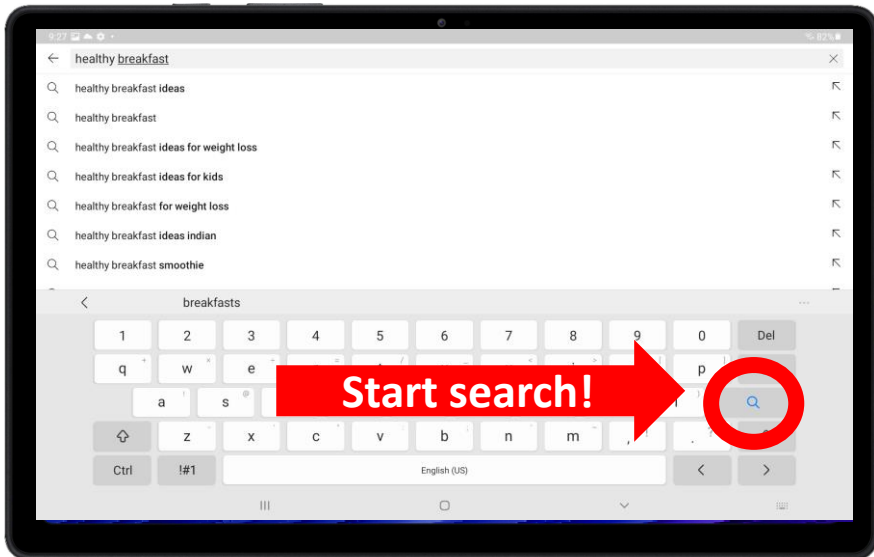 9:27 82%
healthy breakfast
healthy breakfast ideas
healthy breakfast
healthy breakfast ideas for weight loss
healthy breakfast ideas for kids
healthy breakfast for weight loss
healthy breakfast ideas indian
healthy breakfast smoothie
breakfasts
1 2 3 4 5 6 7 8 9 0 Del
q w e p
a s
Start search!
z x c v b n m , ! . ?
Ctrl !#1 English (US) < >